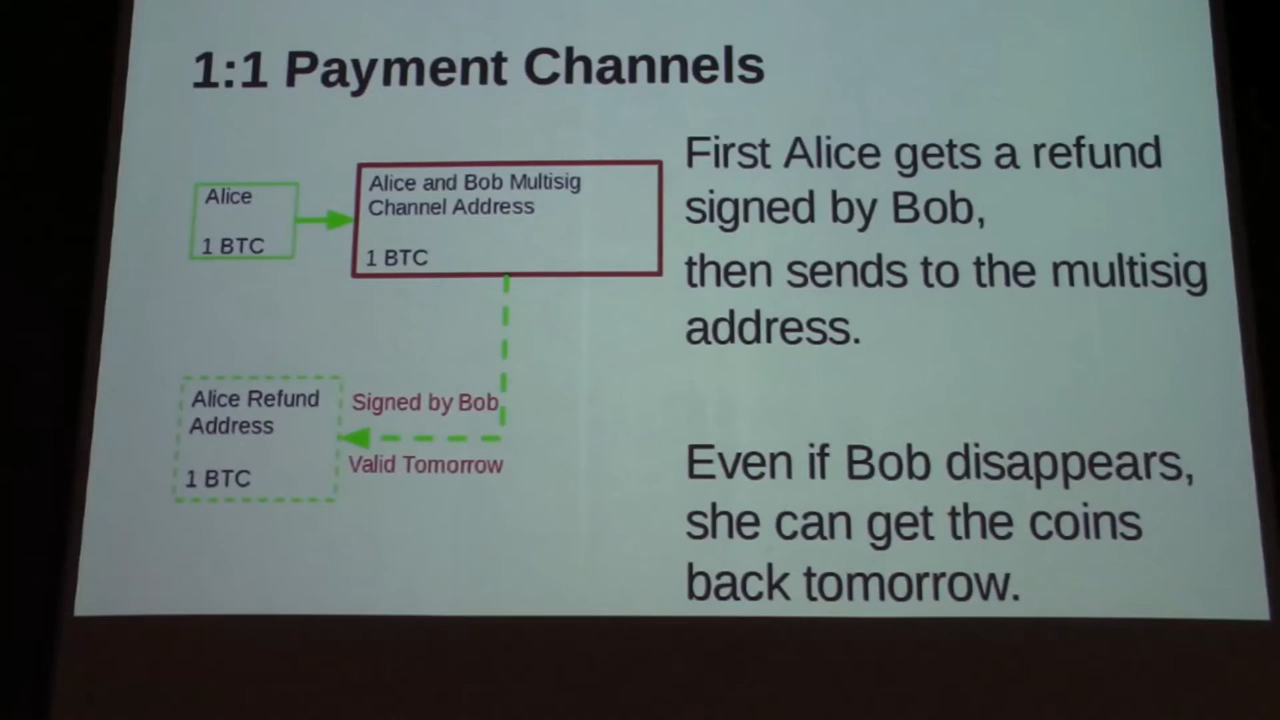 1:1 Payment Channels
Alice
1 BTC
Alice and Bob Multisig
Channel Address
1 BTC
Alice Refund
Address
1 BTC
Signed by Bob
Valid Tomorrow
First Alice gets a refund
signed by Bob,
then sends to the multisig
address.
Even if Bob disappears,
she can get the coins
back tomorrow.